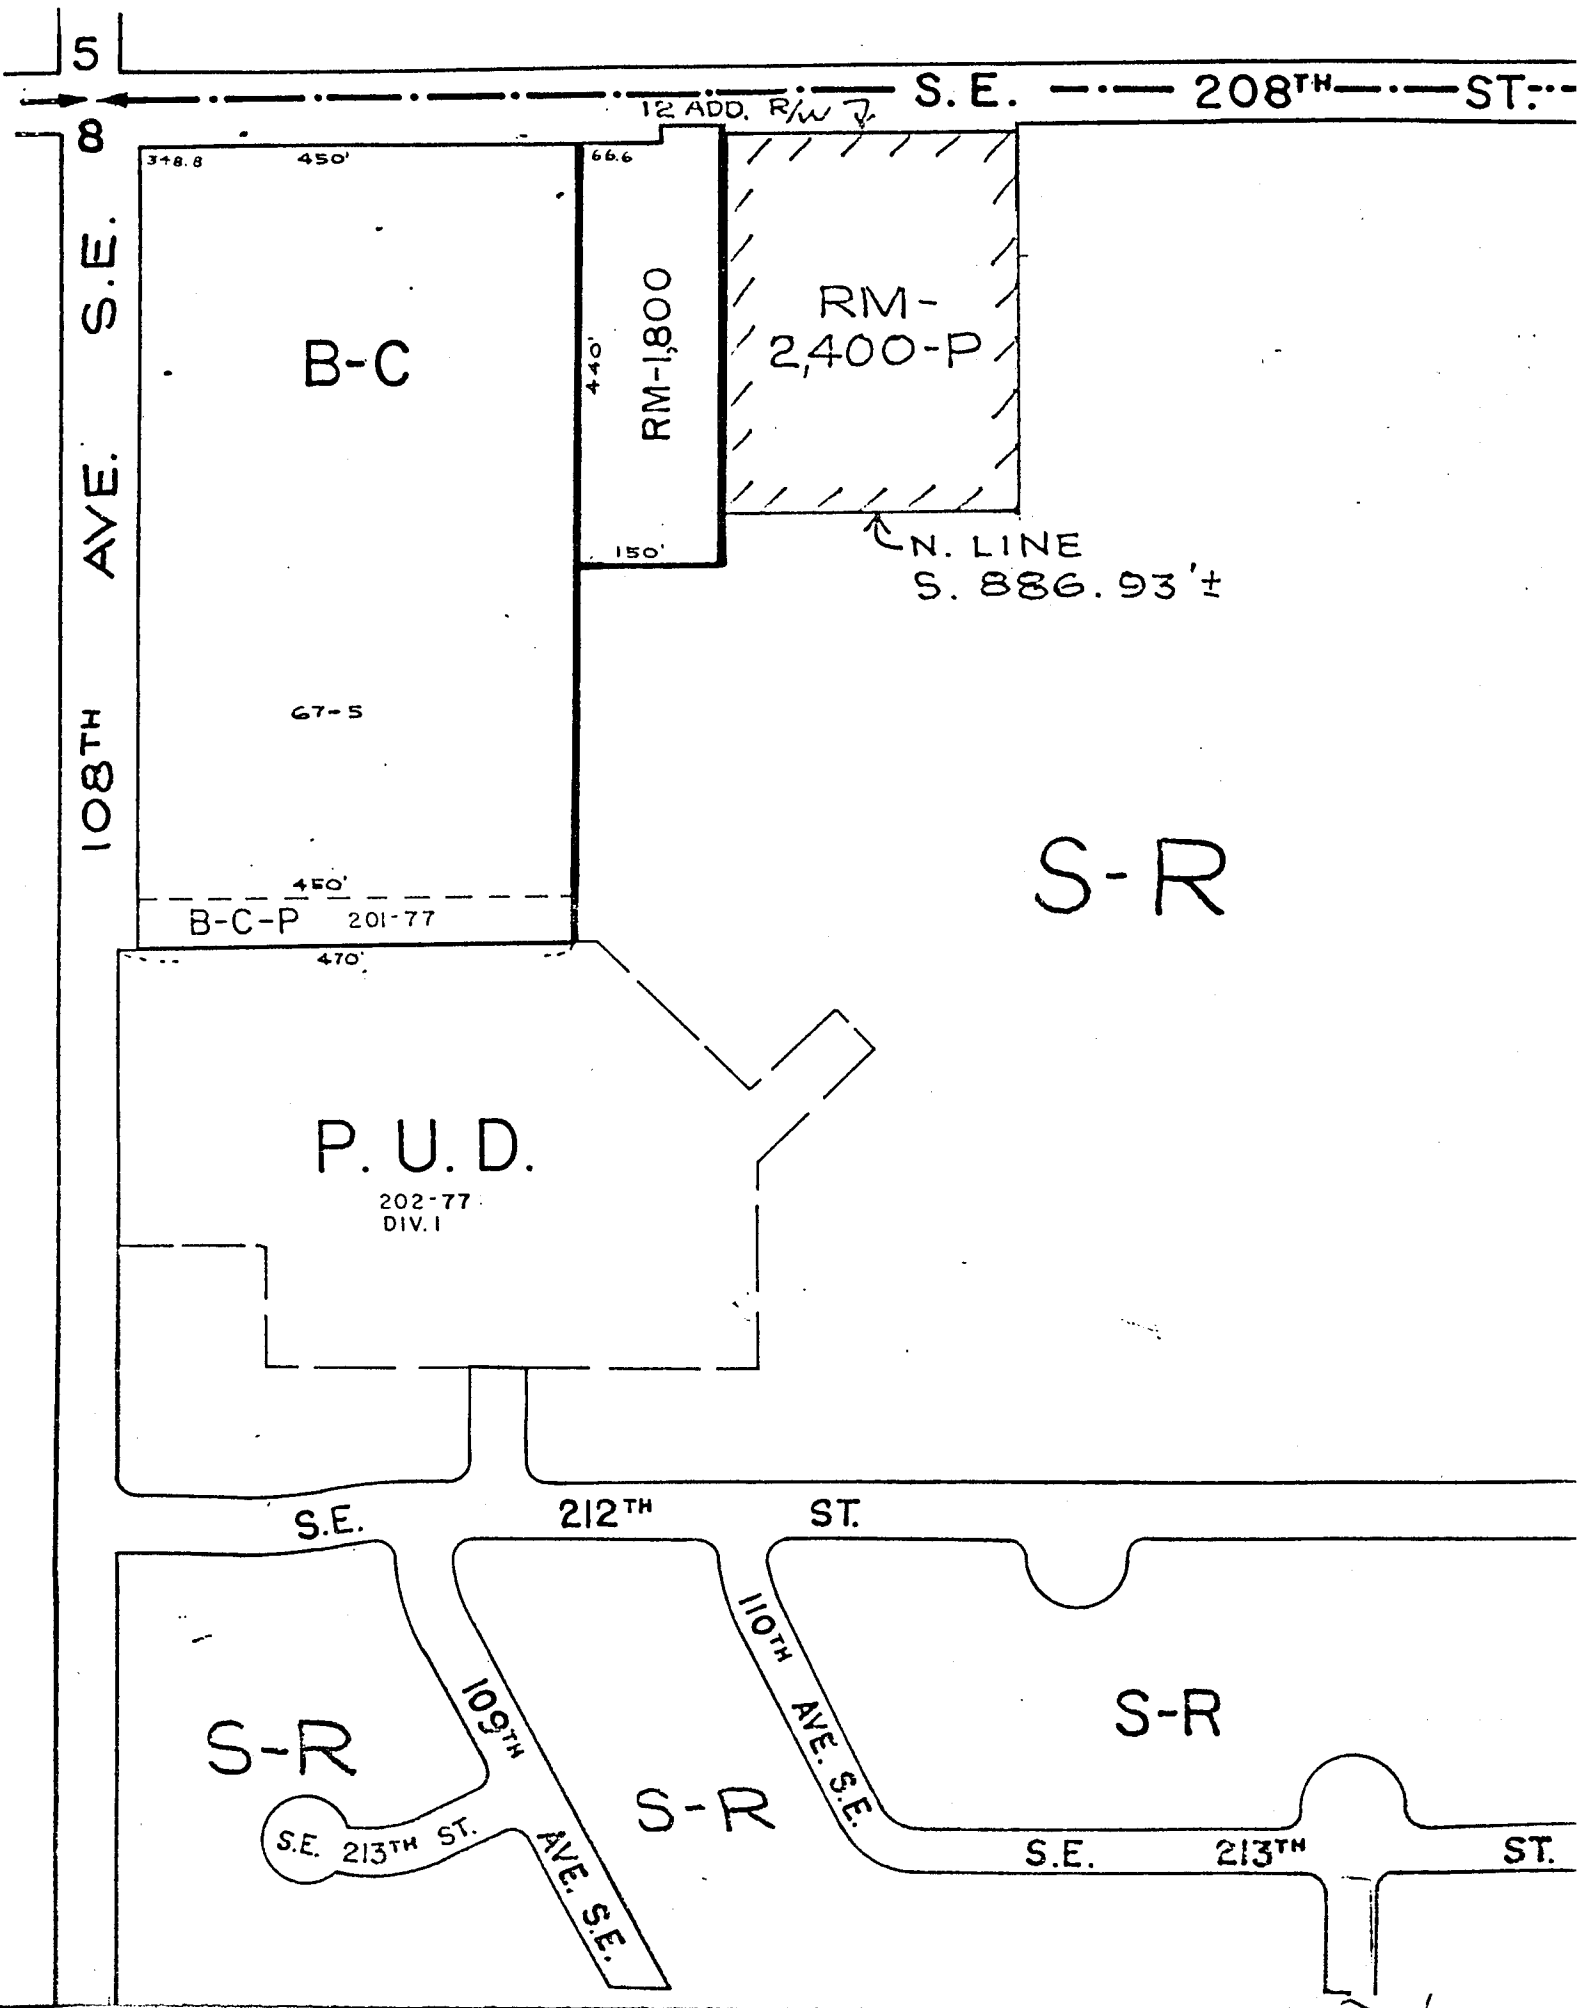 5
S.E. 208TH ST.
12 ADD. R/W
8
348.8
450'
66.6
108TH AVE. S.E.
B-C
440'
RM-1,800
RM-
2,400-P
150'
N. LINE
S. 886.93'±
67-5
S-R
450'
B-C-P 201-77
470'
P. U. D.
202-77
DIV. 1
S.E. 212TH ST.
109TH AVE. S.E.
110TH AVE. S.E.
S-R
S-R
S-R
S.E. 213TH ST.
S.E. 213TH ST.